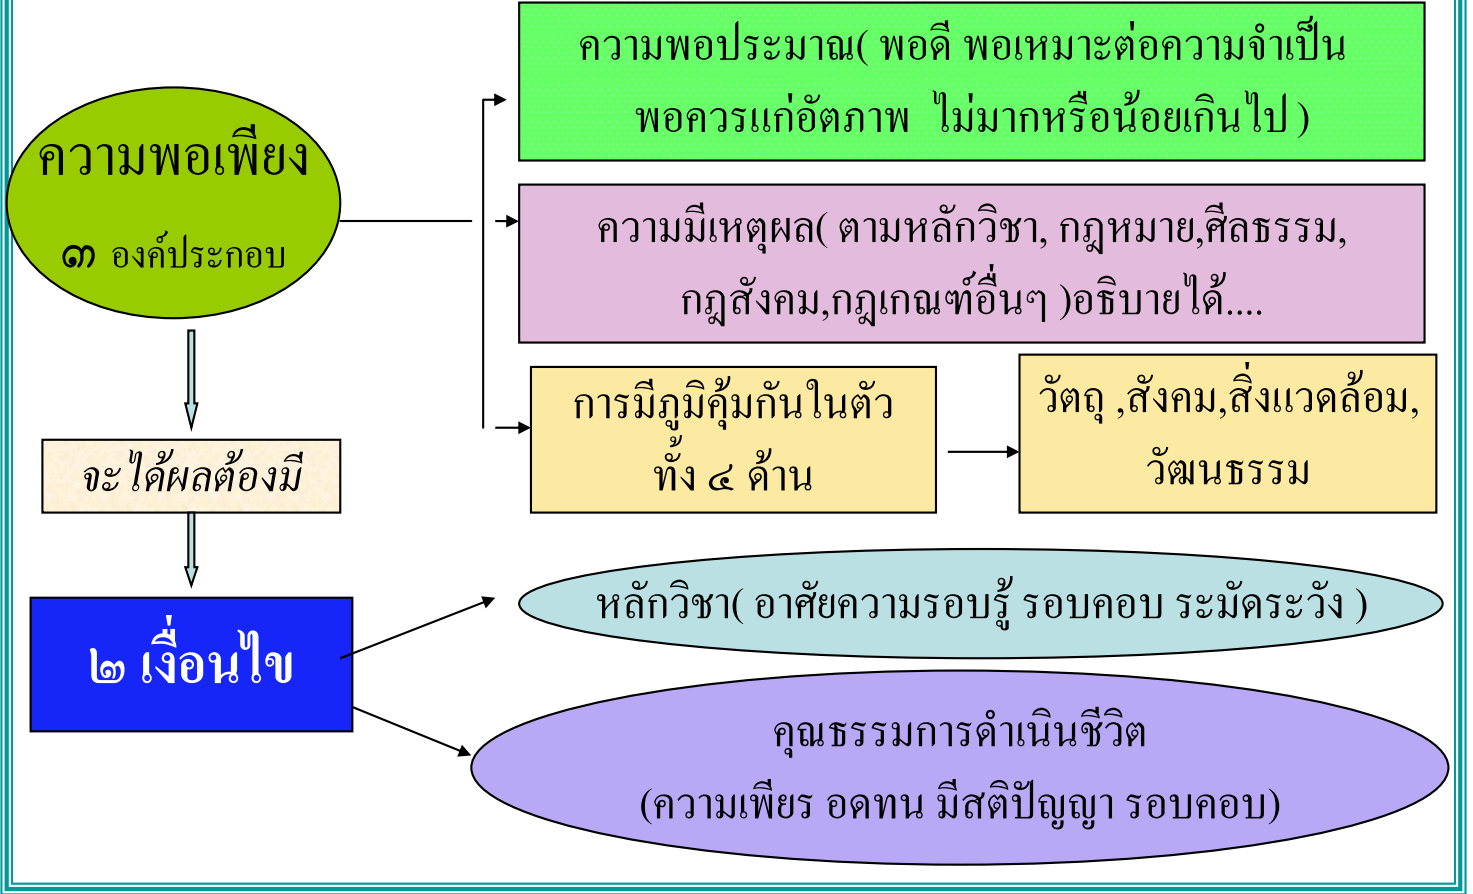 ความพอเพียง
๓ องค์ประกอบ
ความพอประมาณ( พอดี พอเหมาะต่อความจำเป็น
พอควรแก่อัตภาพ ไม่มากหรือน้อยเกินไป )
ความมีเหตุผล( ตามหลักวิชา, กฎหมาย,ศีลธรรม,
กฎสังคม,กฎเกณฑ์อื่นๆ )อธิบายได้....
การมีภูมิคุ้มกันในตัว
ทั้ง ๔ ด้าน
วัตถุ ,สังคม,สิ่งแวดล้อม,
วัฒนธรรม
จะได้ผลต้องมี
๒ เงื่อนไข
หลักวิชา( อาศัยความรอบรู้ รอบคอบ ระมัดระวัง )
คุณธรรมการดำเนินชีวิต
(ความเพียร อดทน มีสติปัญญา รอบคอบ)